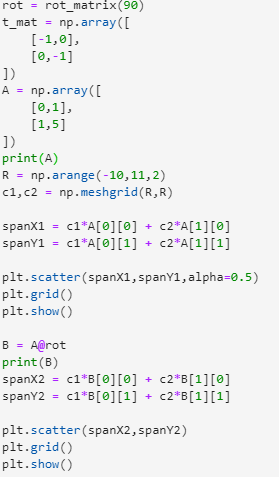 rot = rot_matrix(90)
t_mat = np.array([
    [-1,0],
    [0,-1]
])
A = np.array([
    [0,1],
    [1,5]
])
print(A)
R = np.arange(-10,11,2)
c1,c2 = np.meshgrid(R,R)

spanX1 = c1*A[0][0] + c2*A[1][0]
spanY1 = c1*A[0][1] + c2*A[1][1]

plt.scatter(spanX1,spanY1,alpha=0.5)
plt.grid()
plt.show()

B = A@rot
print(B)
spanX2 = c1*B[0][0] + c2*B[1][0]
spanY2 = c1*B[0][1] + c2*B[1][1]

plt.scatter(spanX2,spanY2)
plt.grid()
plt.show()